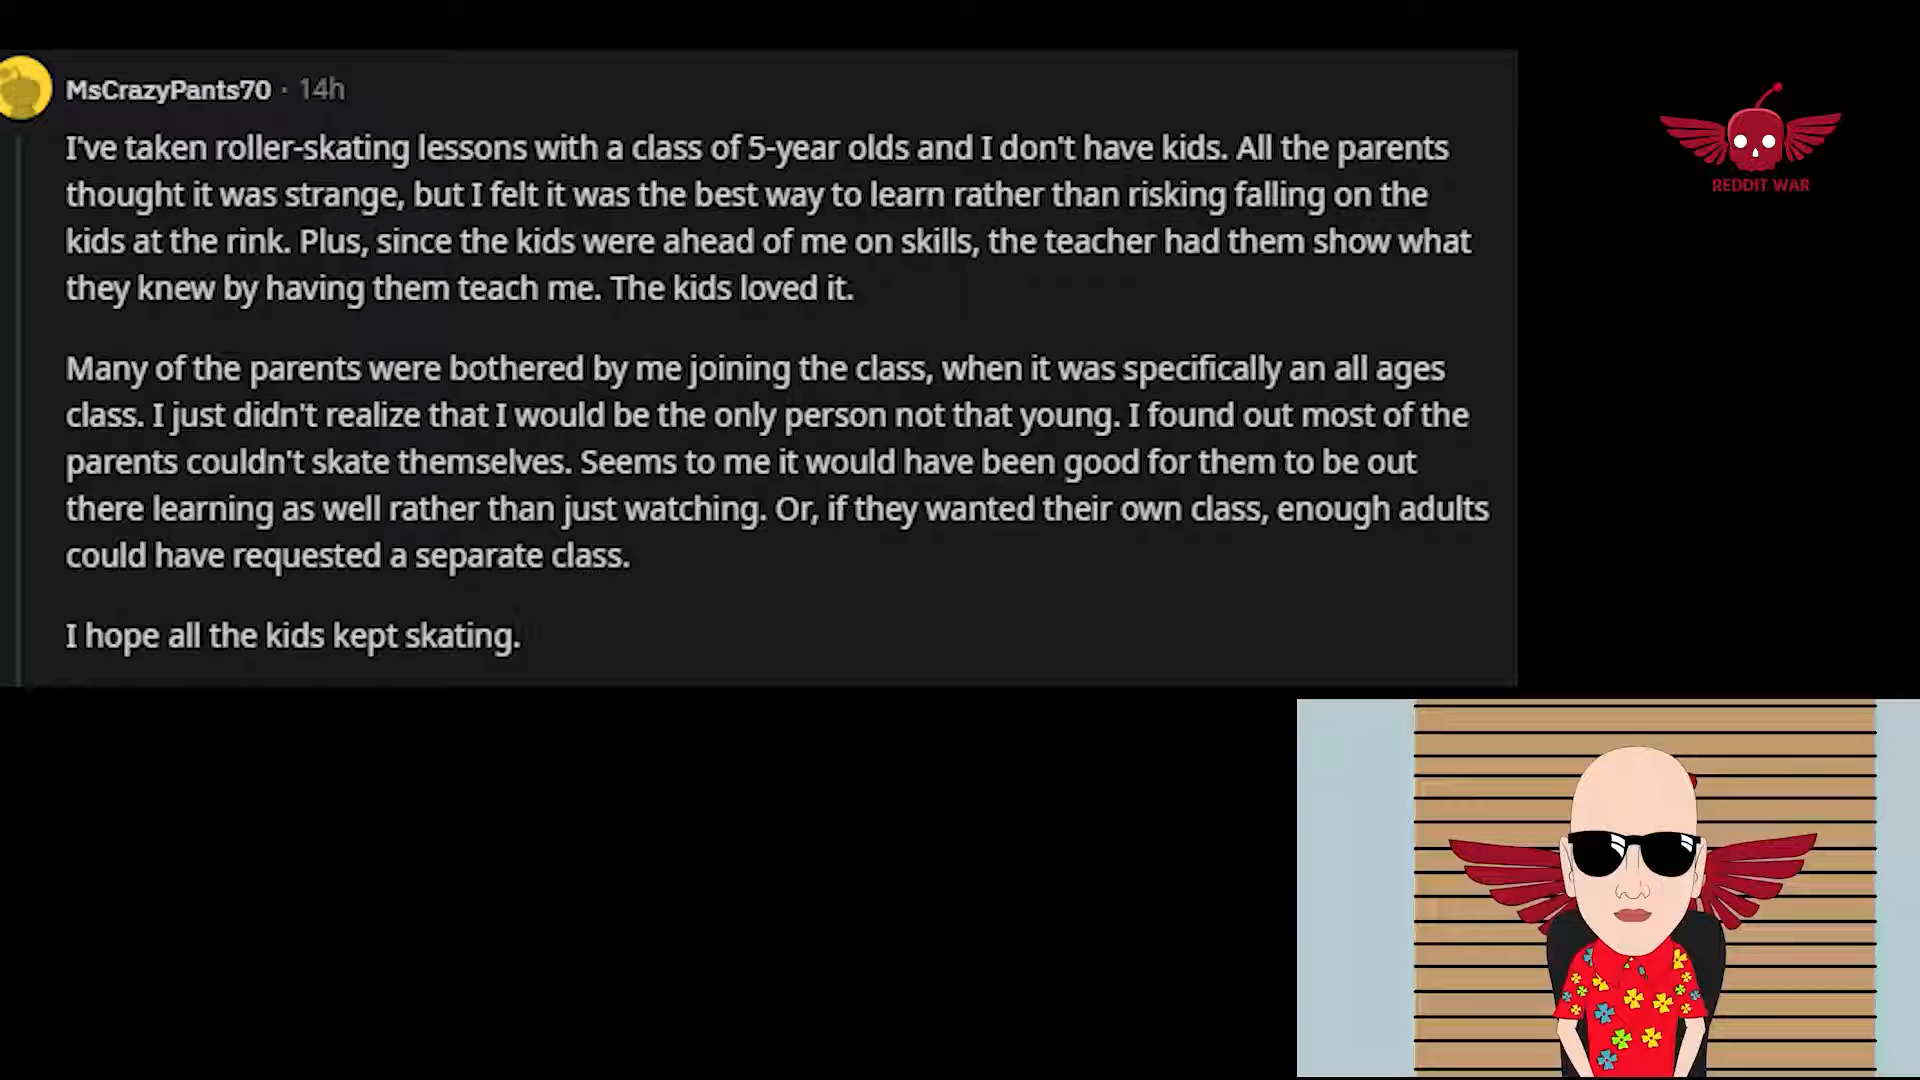 MsCrazyPants70 · 14h
I've taken roller-skating lessons with a class of 5-year olds and I don't have kids. All the parents
thought it was strange, but I felt it was the best way to learn rather than risking falling on the
kids at the rink. Plus, since the kids were ahead of me on skills, the teacher had them show what
they knew by having them teach me. The kids loved it.
Many of the parents were bothered by me joining the class, when it was specifically an all ages
class. I just didn't realize that I would be the only person not that young. I found out most of the
parents couldn't skate themselves. Seems to me it would have been good for them to be out
there learning as well rather than just watching. Or, if they wanted their own class, enough adults
could have requested a separate class.
I hope all the kids kept skating.
REDDIT WAR